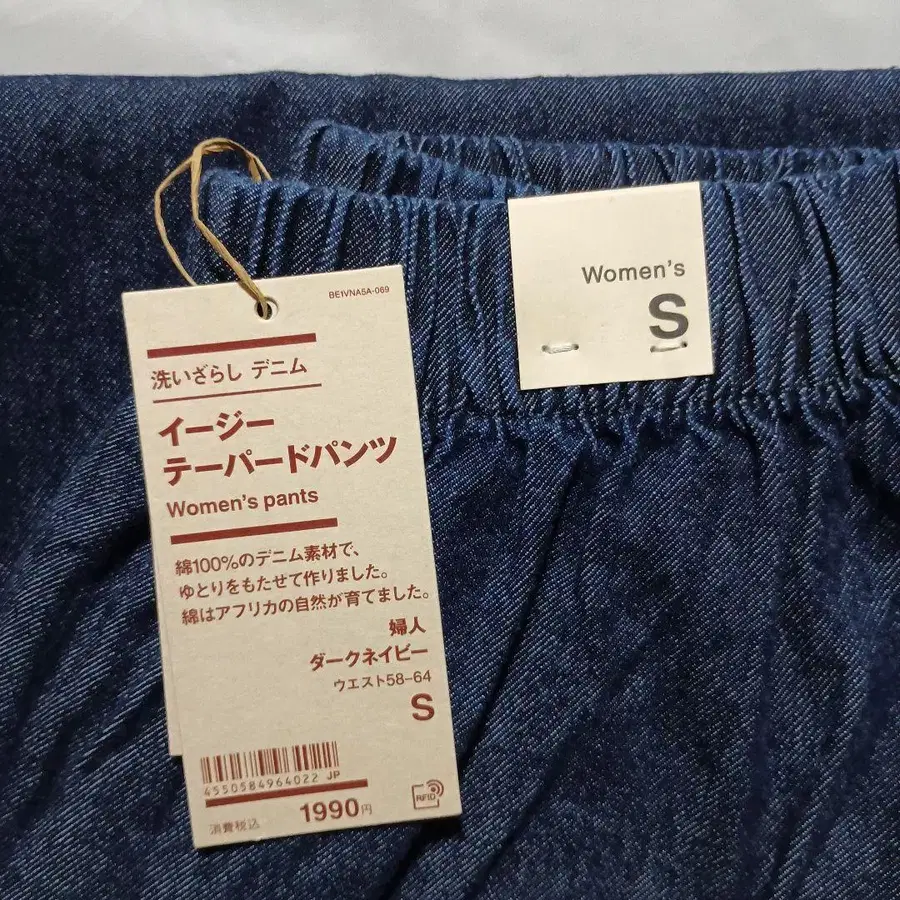 BE1VNA5A-069
洗いざらし デニム
イージー
テーパードパンツ
Women's pants
綿100%のデニム素材で、
ゆとりをもたせて作りました。
綿はアフリカの自然が育てました。
婦人
ダークネイビー
ウエスト58-64
S
4550584964022 JP
消費税込 1990円
RFID
Women's
S